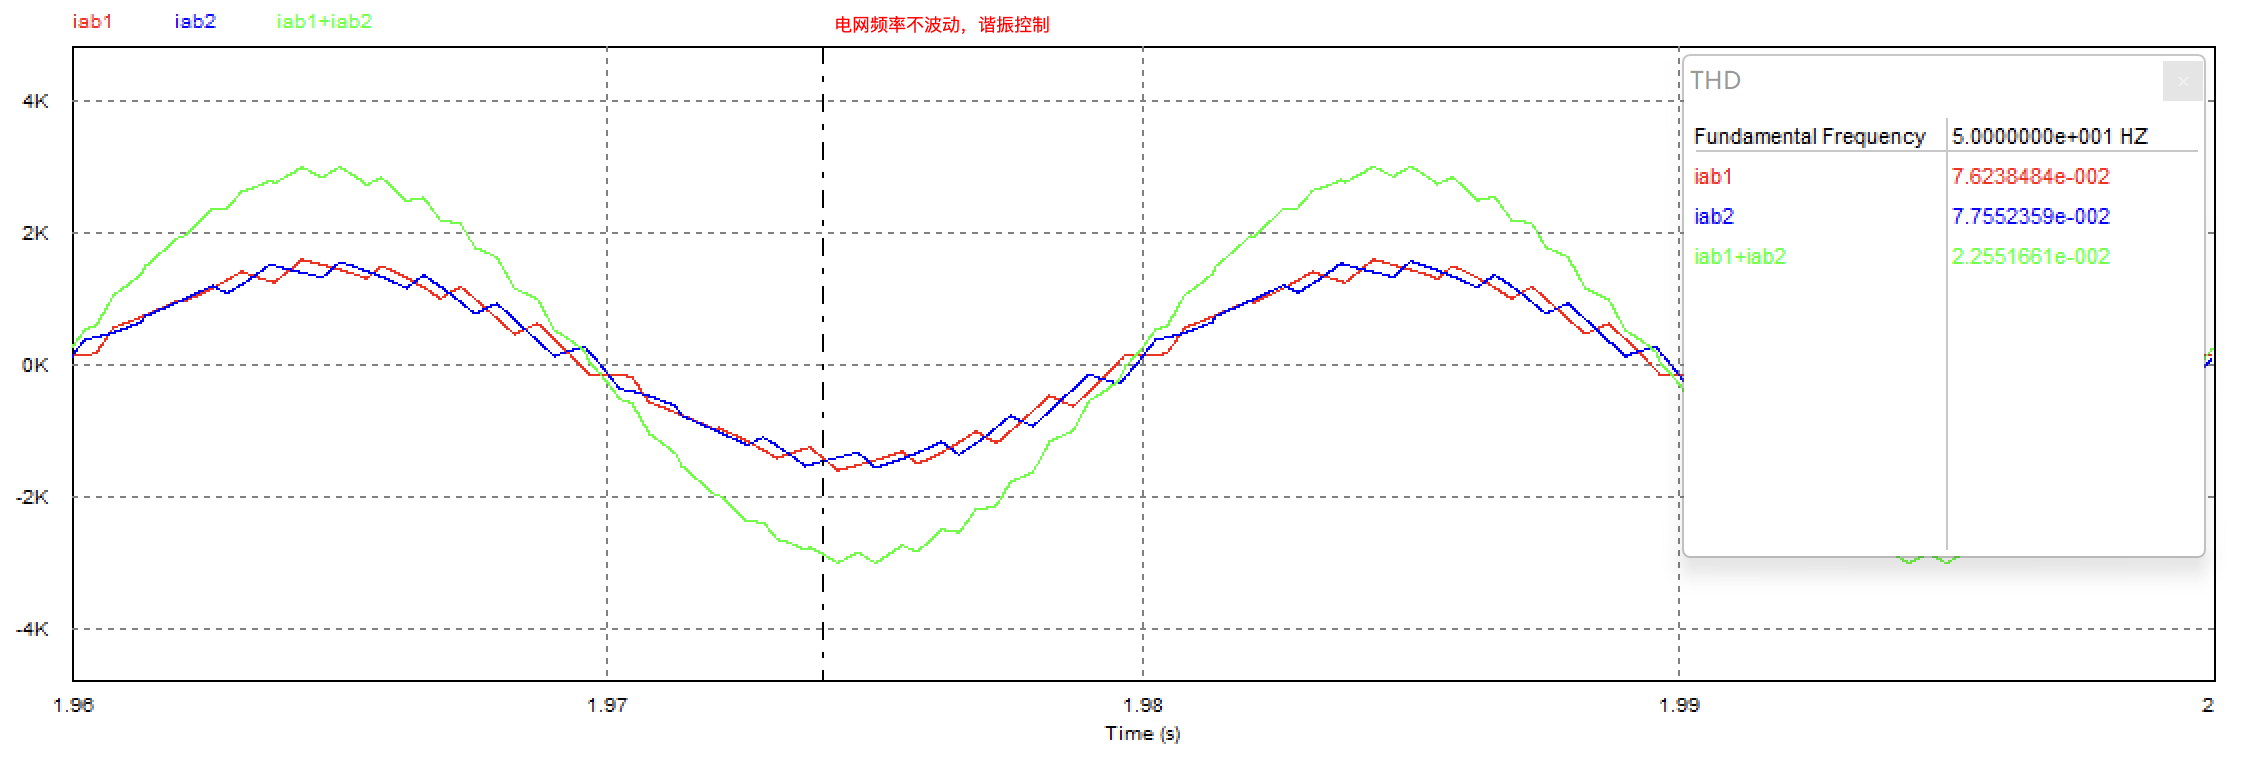 iab1 iab2 iab1+iab2 电网频率不波动，谐振控制
THD
Fundamental Frequency 5.0000000e+001 HZ
iab1 7.6238484e-002
iab2 7.7552359e-002
iab1+iab2 2.2551661e-002
4K
2K
0K
-2K
-4K
1.96 1.97 1.98 1.99 2
Time (s)